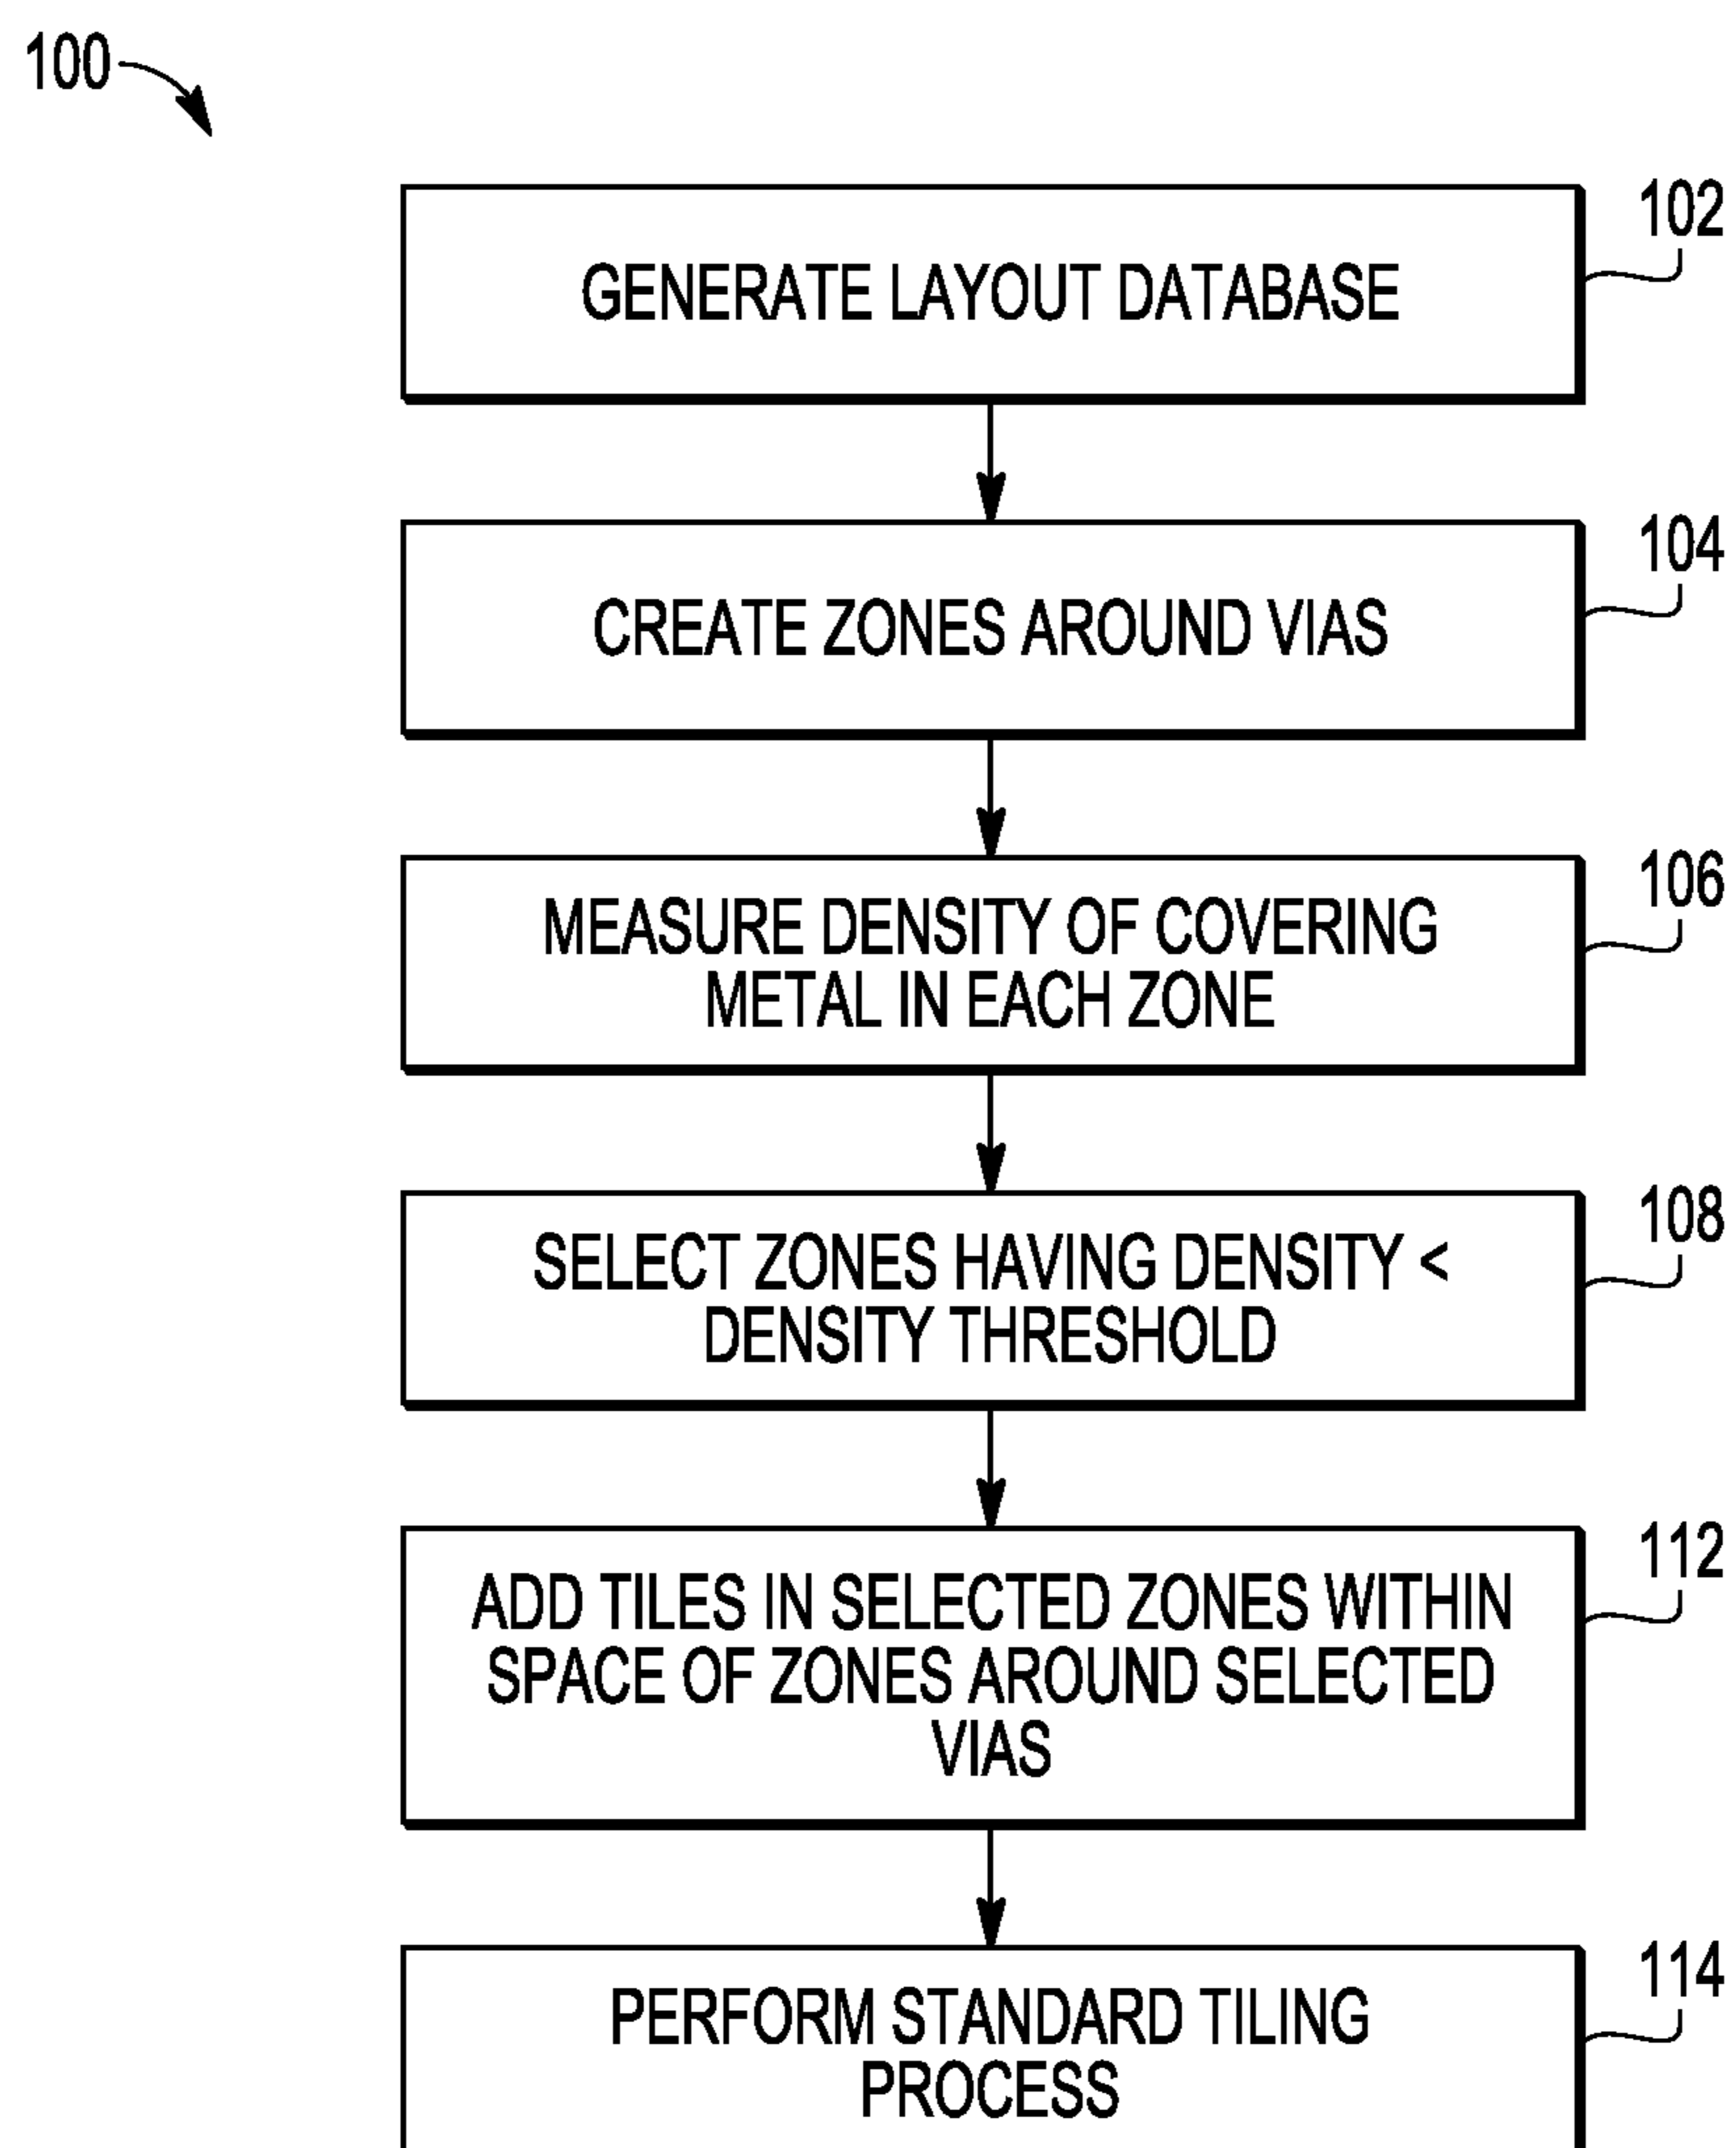 100
102
GENERATE LAYOUT DATABASE
104
CREATE ZONES AROUND VIAS
106
MEASURE DENSITY OF COVERING
METAL IN EACH ZONE
108
SELECT ZONES HAVING DENSITY <
DENSITY THRESHOLD
112
ADD TILES IN SELECTED ZONES WITHIN
SPACE OF ZONES AROUND SELECTED
VIAS
114
PERFORM STANDARD TILING
PROCESS